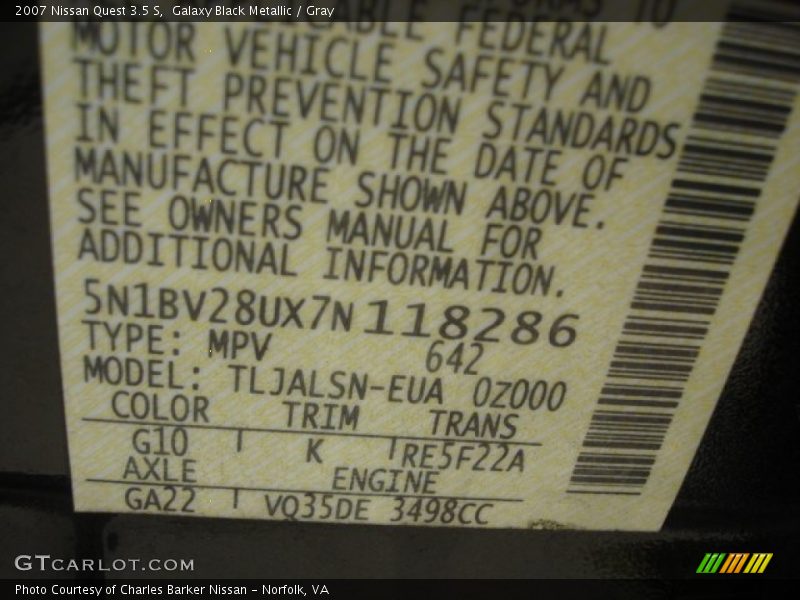 2007 Nissan Quest 3.5 S, Galaxy Black Metallic / Gray
MOTOR VEHICLE SAFETY AND
THEFT PREVENTION STANDARDS
IN EFFECT ON THE DATE OF
MANUFACTURE SHOWN ABOVE.
SEE OWNERS MANUAL FOR
ADDITIONAL INFORMATION.
5N1BV28UX7N118286
TYPE: MPV 642
MODEL: TLJALSN-EUA 0Z000
COLOR TRIM TRANS
G10 K RE5F22A
AXLE ENGINE
GA22 VQ35DE 3498CC
GTCARLOT.COM
Photo Courtesy of Charles Barker Nissan - Norfolk, VA